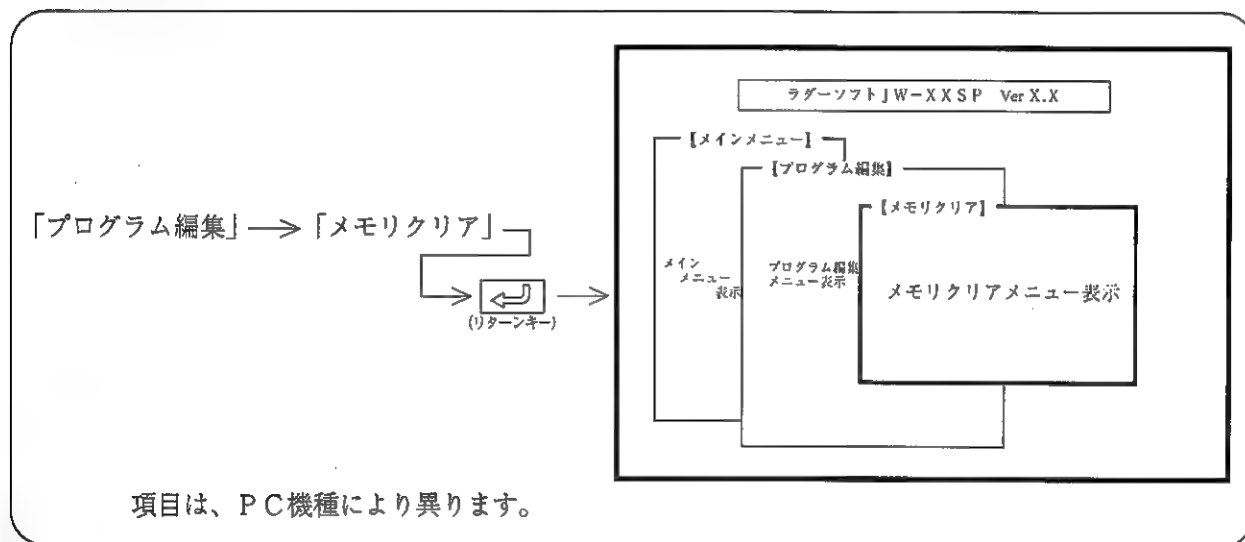 「プログラム編集」→「メモリクリア」
(リターンキー)
ラダーソフトJW-XXSP Ver X.X
【メインメニュー】
【プログラム編集】
【メモリクリア】
メイン
メニュー
表示
プログラム編集
メニュー表示
メモリクリアメニュー表示
項目は、PC機種により異ります。